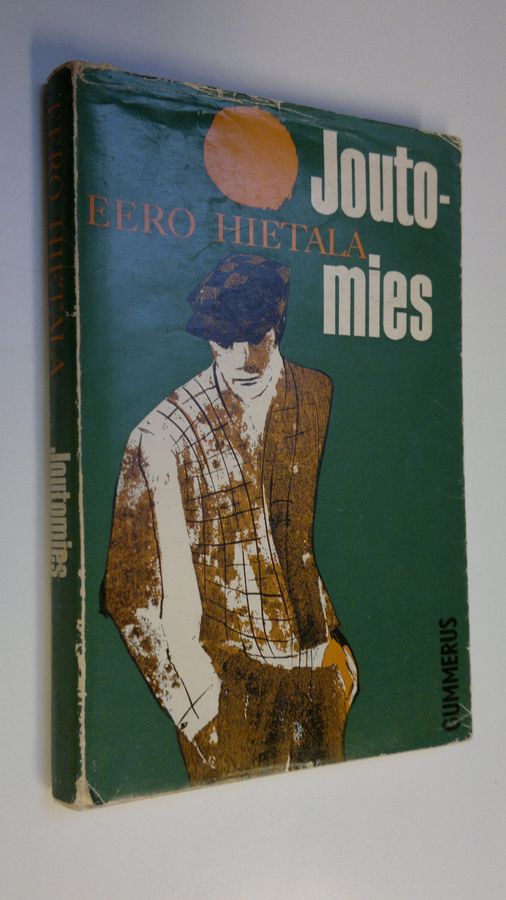 EERO HIETALA
Joutomies
Jouto-
mies
EERO HIETALA
GUMMERUS